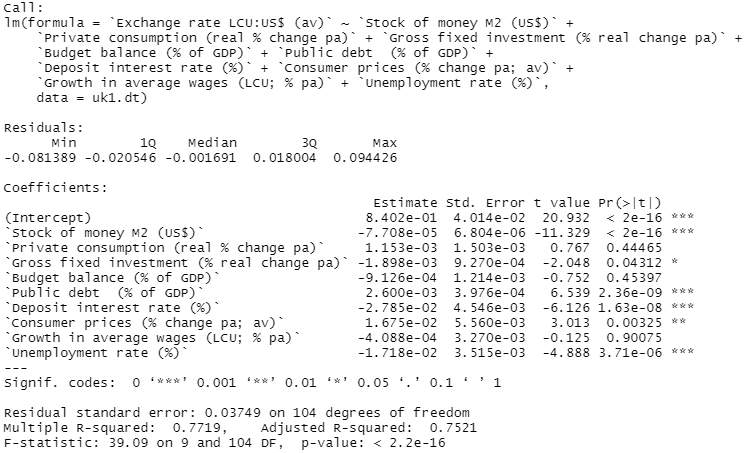 Call:
lm(formula = `Exchange rate LCU:US$ (av)` ~ `Stock of money M2 (US$)` +
    `Private consumption (real % change pa)` + `Gross fixed investment (% real change pa)` +
    `Budget balance (% of GDP)` + `Public debt  (% of GDP)` +
    `Deposit interest rate (%)` + `Consumer prices (% change pa; av)` +
    `Growth in average wages (LCU; % pa)` + `Unemployment rate (%)`,
    data = uk1.dt)
Residuals:
      Min        1Q    Median        3Q       Max
-0.081389 -0.020546 -0.001691  0.018004  0.094426
Coefficients:
                                              Estimate Std. Error t value Pr(>|t|)
(Intercept)                                  8.402e-01  4.014e-02  20.932  < 2e-16 ***
`Stock of money M2 (US$)`                   -7.708e-05  6.804e-06 -11.329  < 2e-16 ***
`Private consumption (real % change pa)`     1.153e-03  1.503e-03   0.767  0.44465
`Gross fixed investment (% real change pa)` -1.898e-03  9.270e-04  -2.048  0.04312 *
`Budget balance (% of GDP)`                 -9.126e-04  1.214e-03  -0.752  0.45397
`Public debt  (% of GDP)`                    2.600e-03  3.976e-04   6.539 2.36e-09 ***
`Deposit interest rate (%)`                 -2.785e-02  4.546e-03  -6.126 1.63e-08 ***
`Consumer prices (% change pa; av)`          1.675e-02  5.560e-03   3.013  0.00325 **
`Growth in average wages (LCU; % pa)`       -4.088e-04  3.270e-03  -0.125  0.90075
`Unemployment rate (%)`                     -1.718e-02  3.515e-03  -4.888 3.71e-06 ***
---
Signif. codes:  0 ‘***’ 0.001 ‘**’ 0.01 ‘*’ 0.05 ‘.’ 0.1 ‘ ’ 1
Residual standard error: 0.03749 on 104 degrees of freedom
Multiple R-squared:  0.7719,    Adjusted R-squared:  0.7521
F-statistic: 39.09 on 9 and 104 DF,  p-value: < 2.2e-16